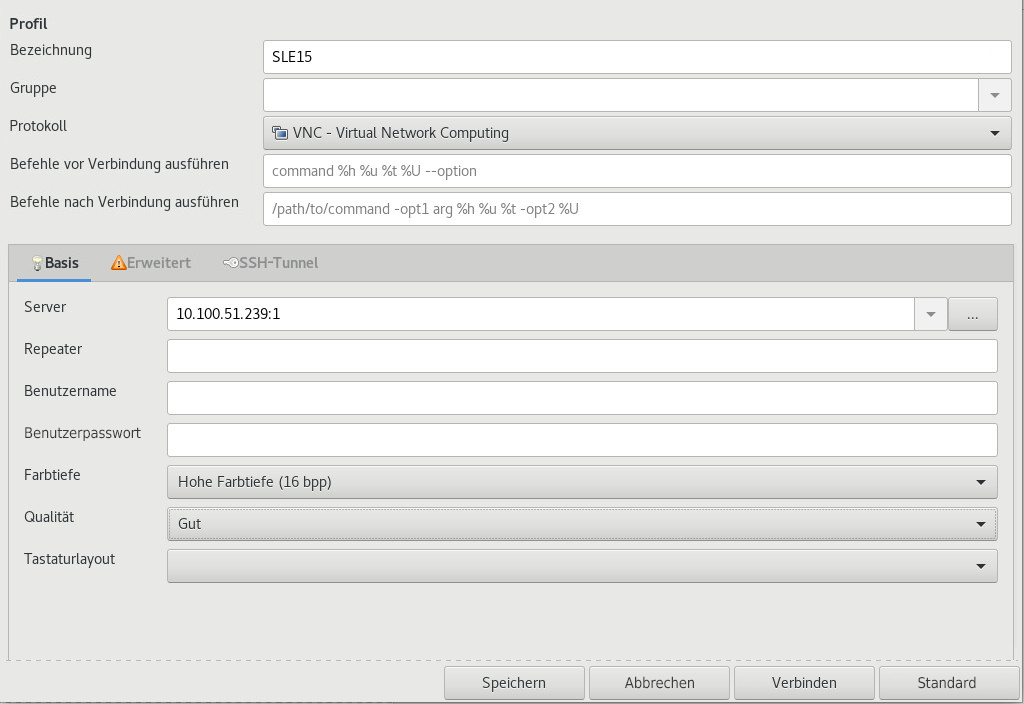 Profil
Bezeichnung SLE15
Gruppe
Protokoll VNC - Virtual Network Computing
Befehle vor Verbindung ausführen command %h %u %t %U --option
Befehle nach Verbindung ausführen /path/to/command -opt1 arg %h %u %t -opt2 %U
Basis Erweitert SSH-Tunnel
Server 10.100.51.239:1 ...
Repeater
Benutzername
Benutzerpasswort
Farbtiefe Hohe Farbtiefe (16 bpp)
Qualität Gut
Tastaturlayout
Speichern Abbrechen Verbinden Standard